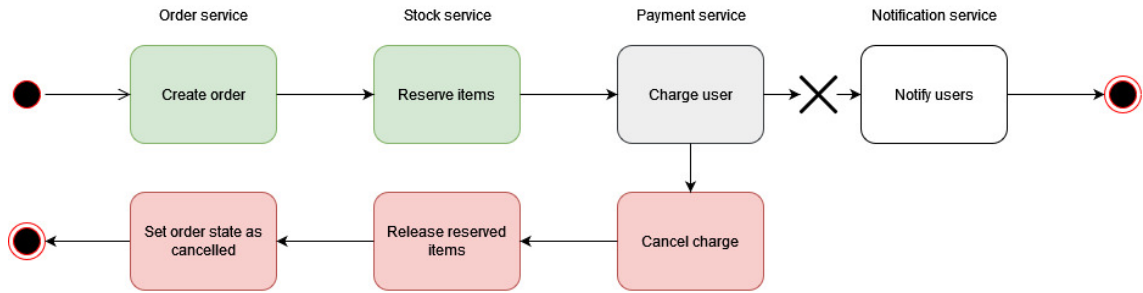 Order service
Stock service
Payment service
Notification service
Create order
Reserve items
Charge user
Notify users
Set order state as
cancelled
Release reserved
items
Cancel charge